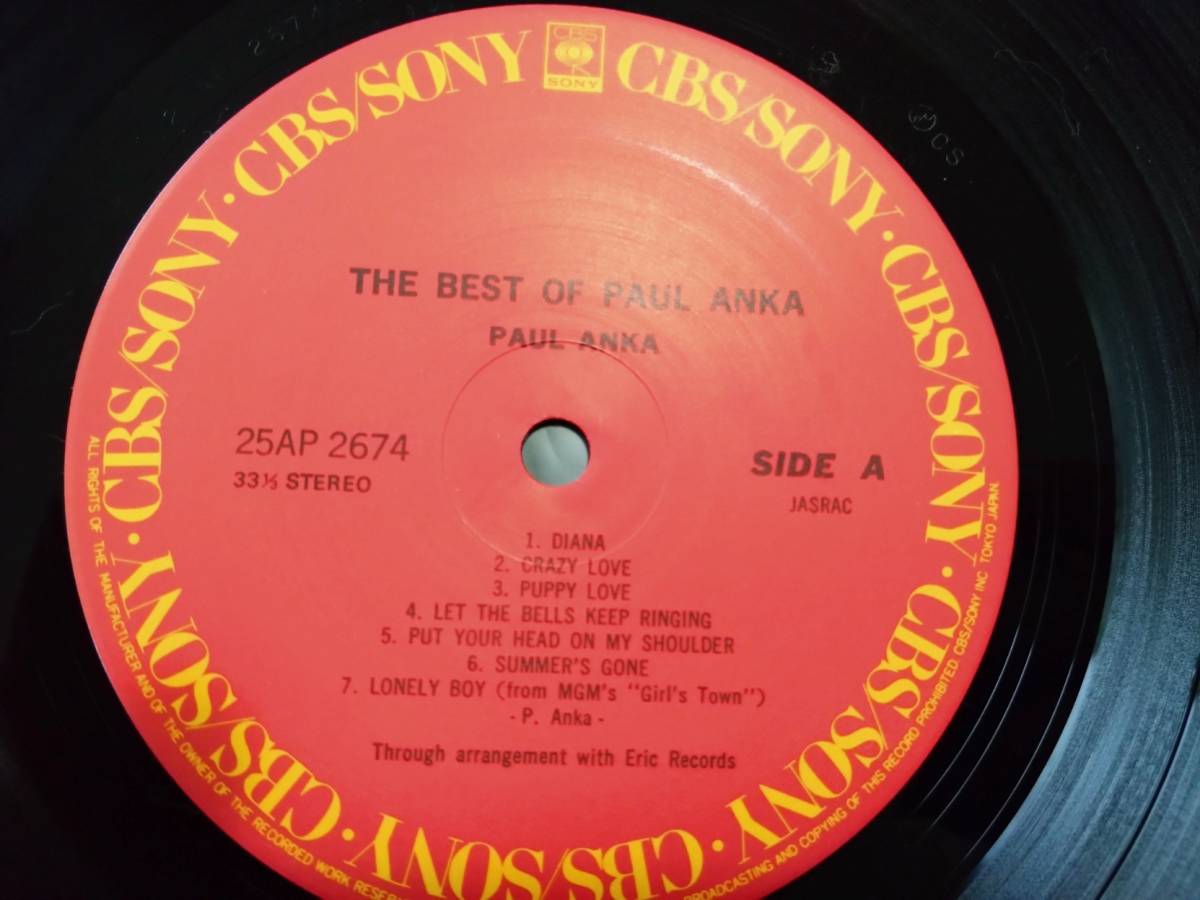 CBS
SONY
CBS/SONY · CBS/SONY · CBS/SONY · CBS/SONY · CBS/SONY · CBS/SONY · CBS/SONY · CBS/SONY · CBS/SONY
THE BEST OF PAUL ANKA
PAUL ANKA
25AP 2674
33⅓ STEREO
SIDE A
JASRAC
1. DIANA
2. CRAZY LOVE
3. PUPPY LOVE
4. LET THE BELLS KEEP RINGING
5. PUT YOUR HEAD ON MY SHOULDER
6. SUMMER'S GONE
7. LONELY BOY (from MGM's "Girl's Town")
- P. Anka -
Through arrangement with Eric Records
ALL RIGHTS OF THE MANUFACTURER AND OF THE OWNER OF THE RECORDED WORK RESER
BROADCASTING AND COPYING OF THIS RECORD PROHIBITED CBS/SONY INC TOKYO JAPAN.